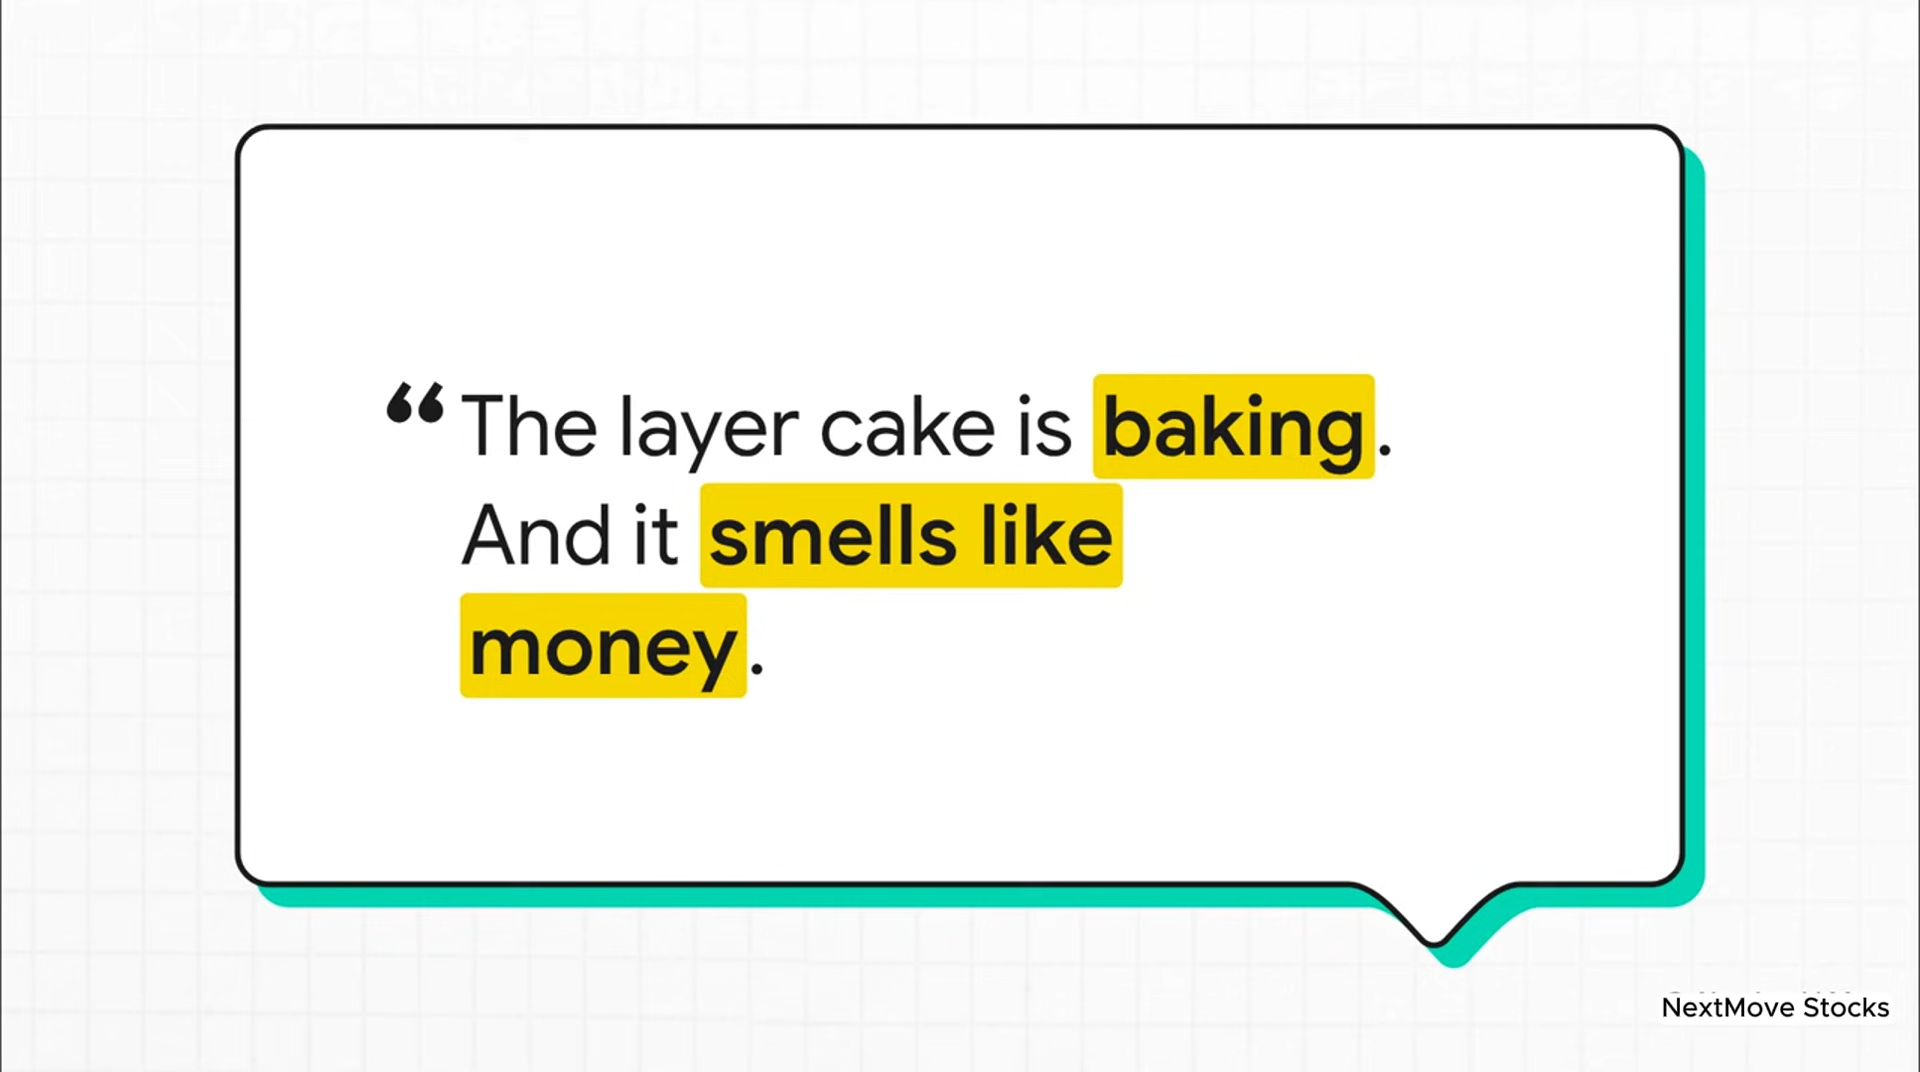 “The layer cake is baking.
And it smells like
money.
NextMove Stocks